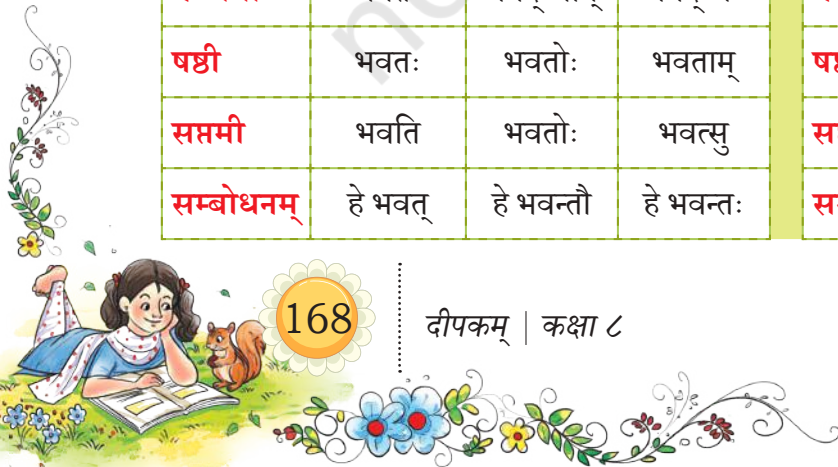 षष्ठी भवतः भवतोः भवताम्
सप्तमी भवति भवतोः भवत्सु
सम्बोधनम् हे भवत् हे भवन्तौ हे भवन्तः
168
दीपकम् | कक्षा ८